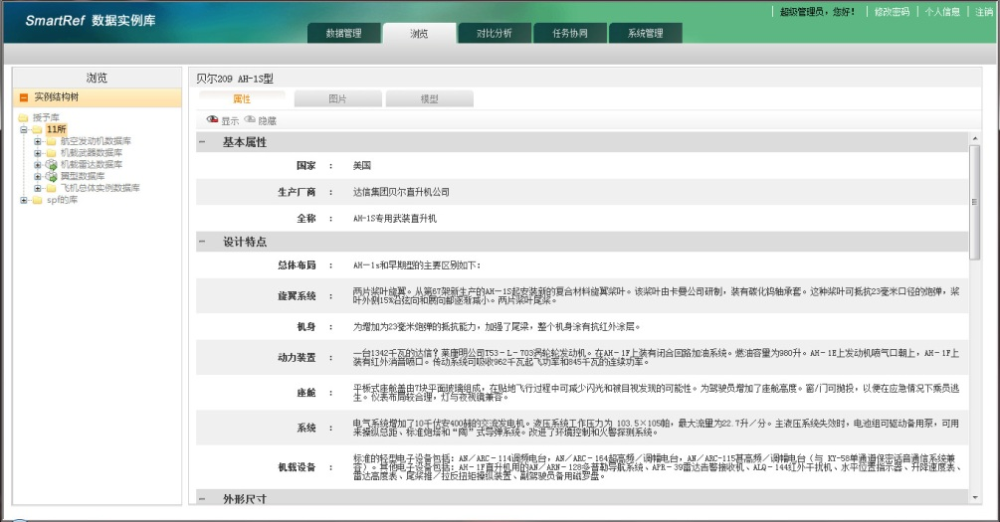 SmartRef 数据实例库
超级管理员，您好！ 修改密码 个人信息 注销
数据管理 浏览 对比分析 任务协同 系统管理
浏览
实例结构树
授予库
11所
航空发动机数据库
机载武器数据库
机载雷达数据库
翼型数据库
飞机总体实例数据库
spf的库
贝尔209 AH-1S型
属性 图片 模型
显示 隐藏
基本属性
国家 ： 美国
生产厂商 ： 达信集团贝尔直升机公司
全称 ： AH-1S专用武装直升机
设计特点
总体布局 ： AH－1s和早期型的主要区别如下：
旋翼系统 ： 两片桨叶旋翼。从第67架新生产的AH－1S起安装新的复合材料旋翼桨叶。该桨叶由卡曼公司研制，装有碳化钨轴承套。这种桨叶可抵抗23毫米口径的炮弹，桨
叶外侧15%沿弦向和展向都逐渐减小。两片桨叶尾桨。
机身 ： 为增加为23毫米炮弹的抵抗能力，加强了尾梁，整个机身涂有抗红外涂层。
动力装置 ： 一台1342千瓦的达信？莱康明公司T53－L－703涡轮轮发动机。在AH－1F上装有闭合回路加油系统。燃油容量为980升。AH－1E上发动机喷气口朝上，AH－1F上
装有红外消音喷口。传动系统可吸收962千瓦起飞功率和845千瓦的连续功率。
座舱 ： 平板式座舱盖由7块平面玻璃组成，在贴地飞行过程中可减少闪光和被目视发现的可能性。为驾驶员增加了座舱高度。窗/门可抛投，以便在应急情况下乘员逃
生。仪表布局较合理，灯与夜视镜兼容。
系统 ： 电气系统增加了10千伏安400赫的交流发电机。液压系统工作压力为 103.5×105帕，最大流量为22.7升／分。主液压系统失效时，电池组可驱动备用泵，可用
来操纵总距、标准炮塔和“陶”式导弹系统。改进了环境控制和火警探测系统。
机载设备 ： 标准的轻型电子设备包括：AN／ARC－114调频电台，AN／ARC－164超高频／调幅电台，AN／ARC-115甚高频／调幅电台（与 KY-58单通道保密话音通信系统兼
容）。其他电子设备包括：AH－1F直升机用的AN／ARN－128多普勒导航系统、APR－39雷达告警接收机、ALQ－144红外干扰机、水平位置指示器、升降速度表、
雷达高度表、尾桨推／拉反扭矩操纵装置、副驾驶员备用磁罗盘。
外形尺寸